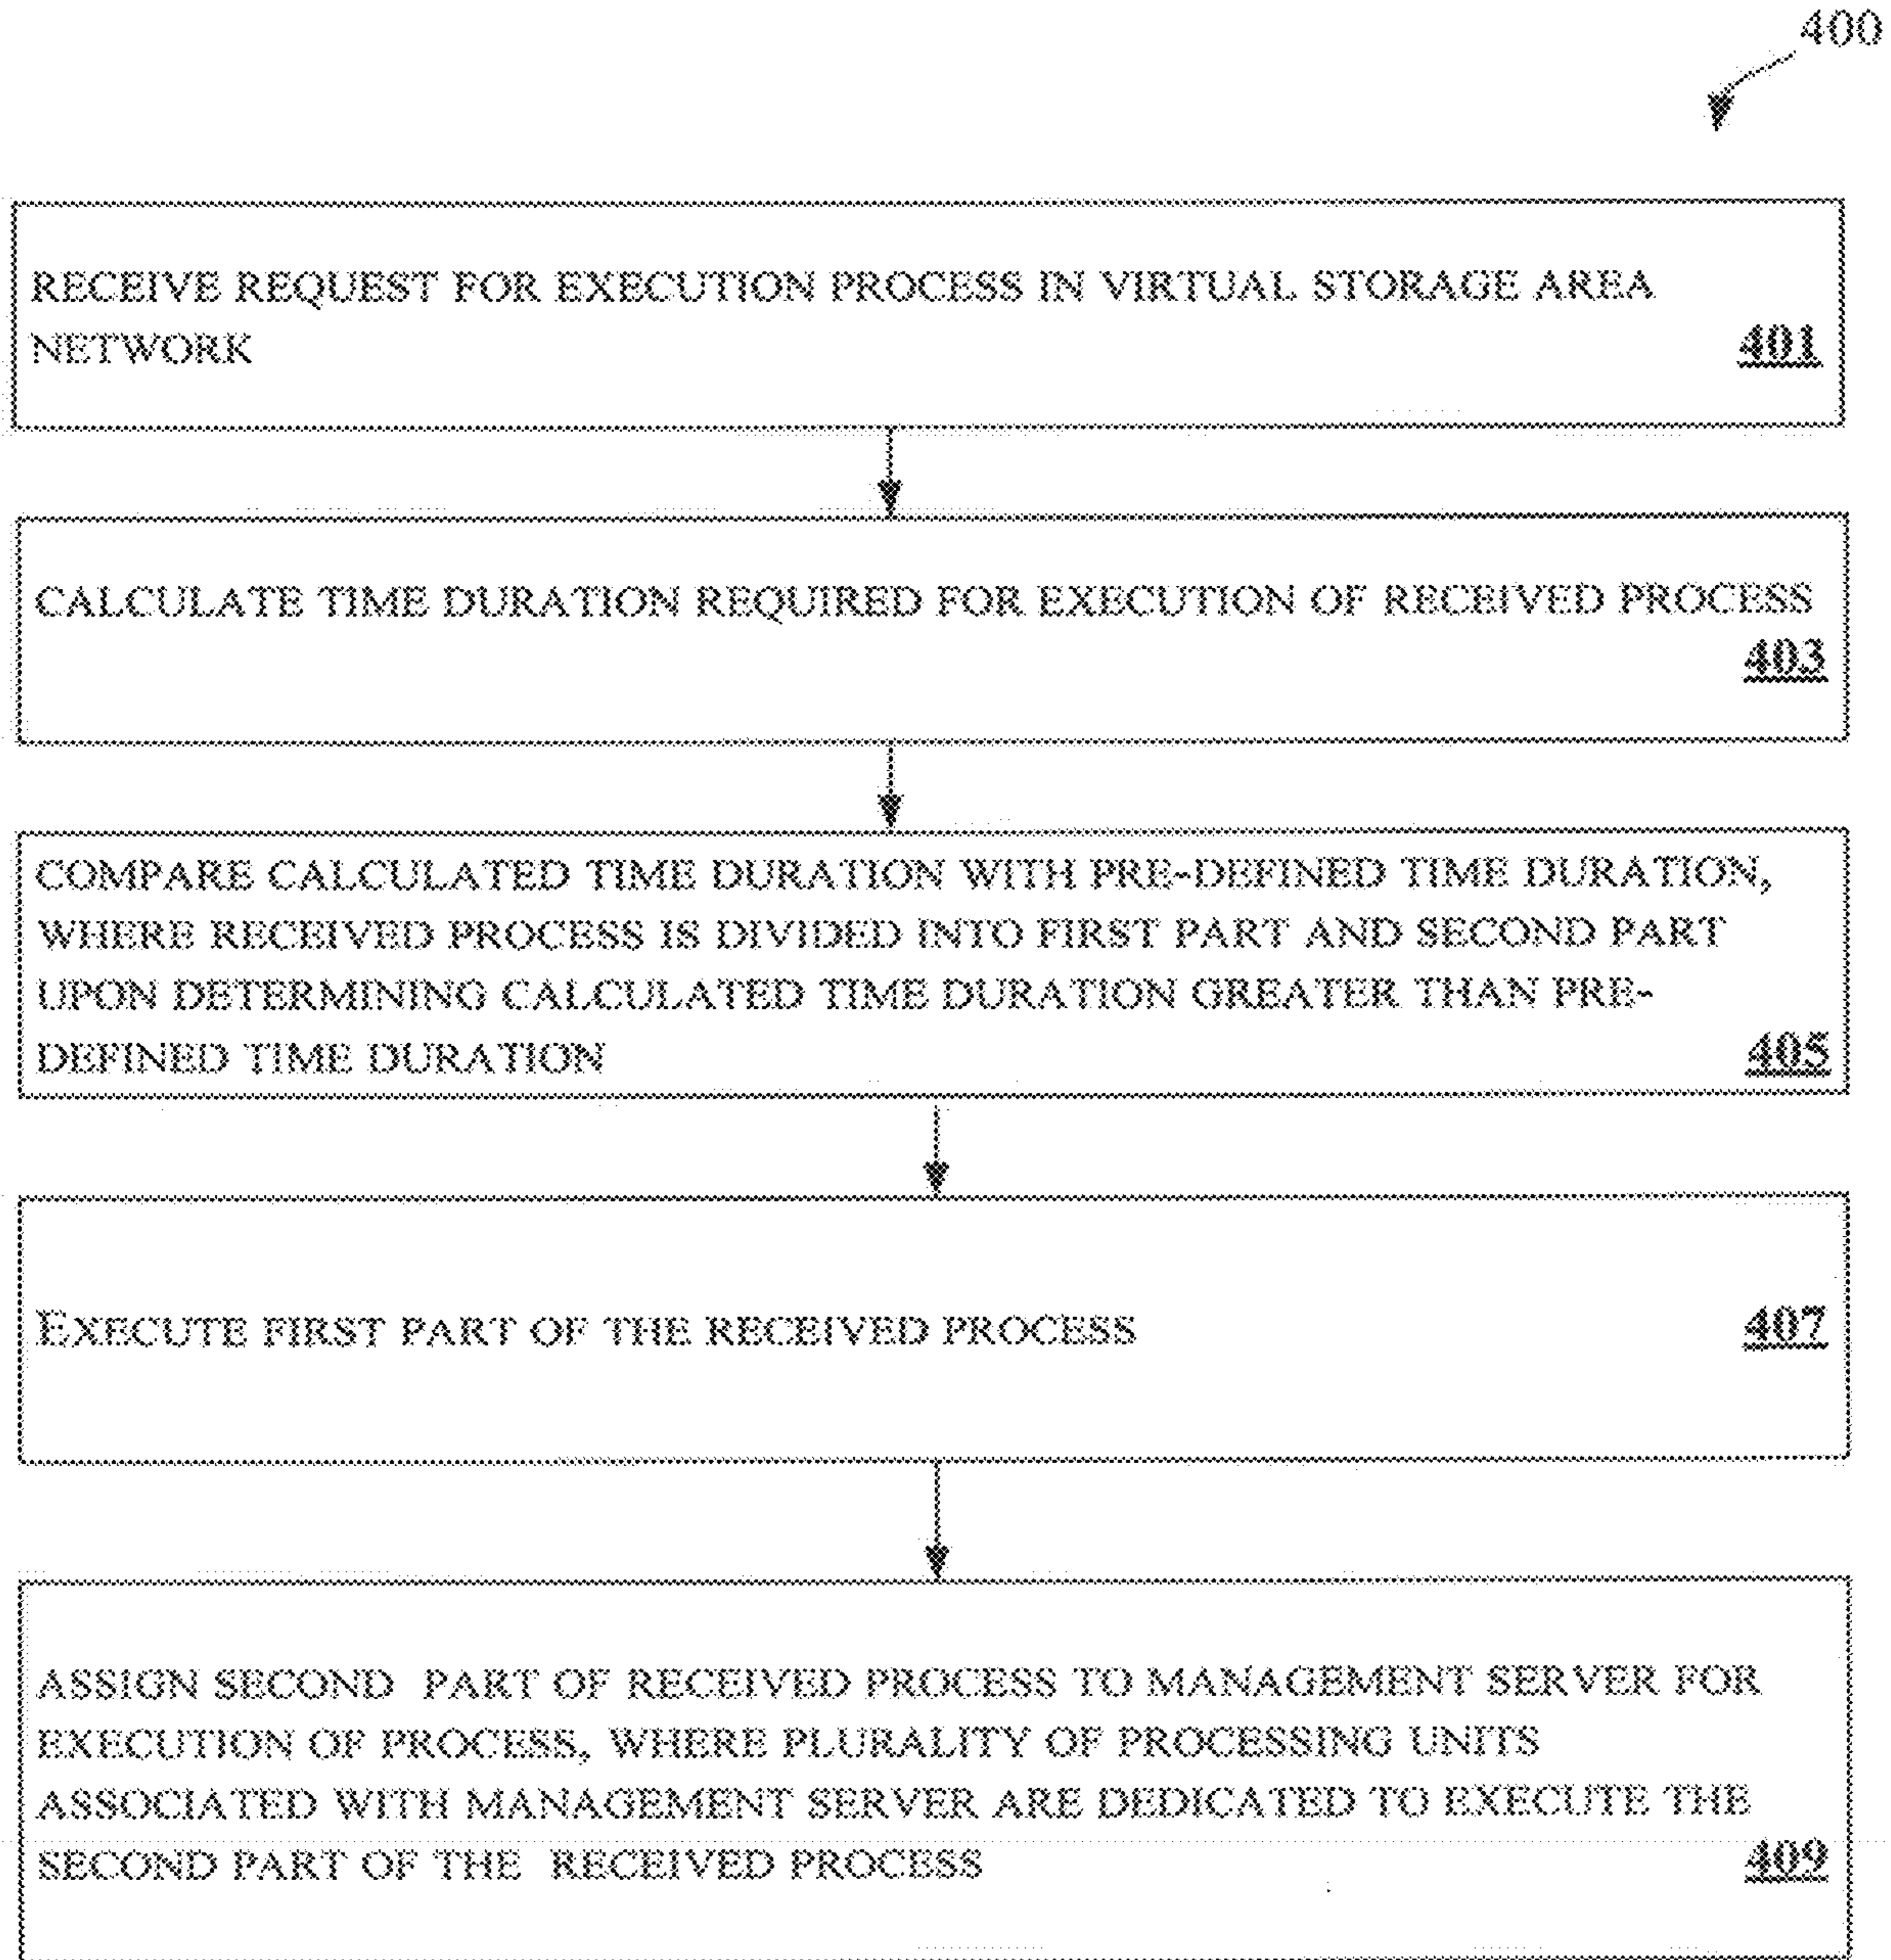 400
RECEIVE REQUEST FOR EXECUTION PROCESS IN VIRTUAL STORAGE AREA
NETWORK 401
CALCULATE TIME DURATION REQUIRED FOR EXECUTION OF RECEIVED PROCESS
403
COMPARE CALCULATED TIME DURATION WITH PRE-DEFINED TIME DURATION,
WHERE RECEIVED PROCESS IS DIVIDED INTO FIRST PART AND SECOND PART
UPON DETERMINING CALCULATED TIME DURATION GREATER THAN PRE-
DEFINED TIME DURATION 405
EXECUTE FIRST PART OF THE RECEIVED PROCESS 407
ASSIGN SECOND PART OF RECEIVED PROCESS TO MANAGEMENT SERVER FOR
EXECUTION OF PROCESS, WHERE PLURALITY OF PROCESSING UNITS
ASSOCIATED WITH MANAGEMENT SERVER ARE DEDICATED TO EXECUTE THE
SECOND PART OF THE RECEIVED PROCESS 409